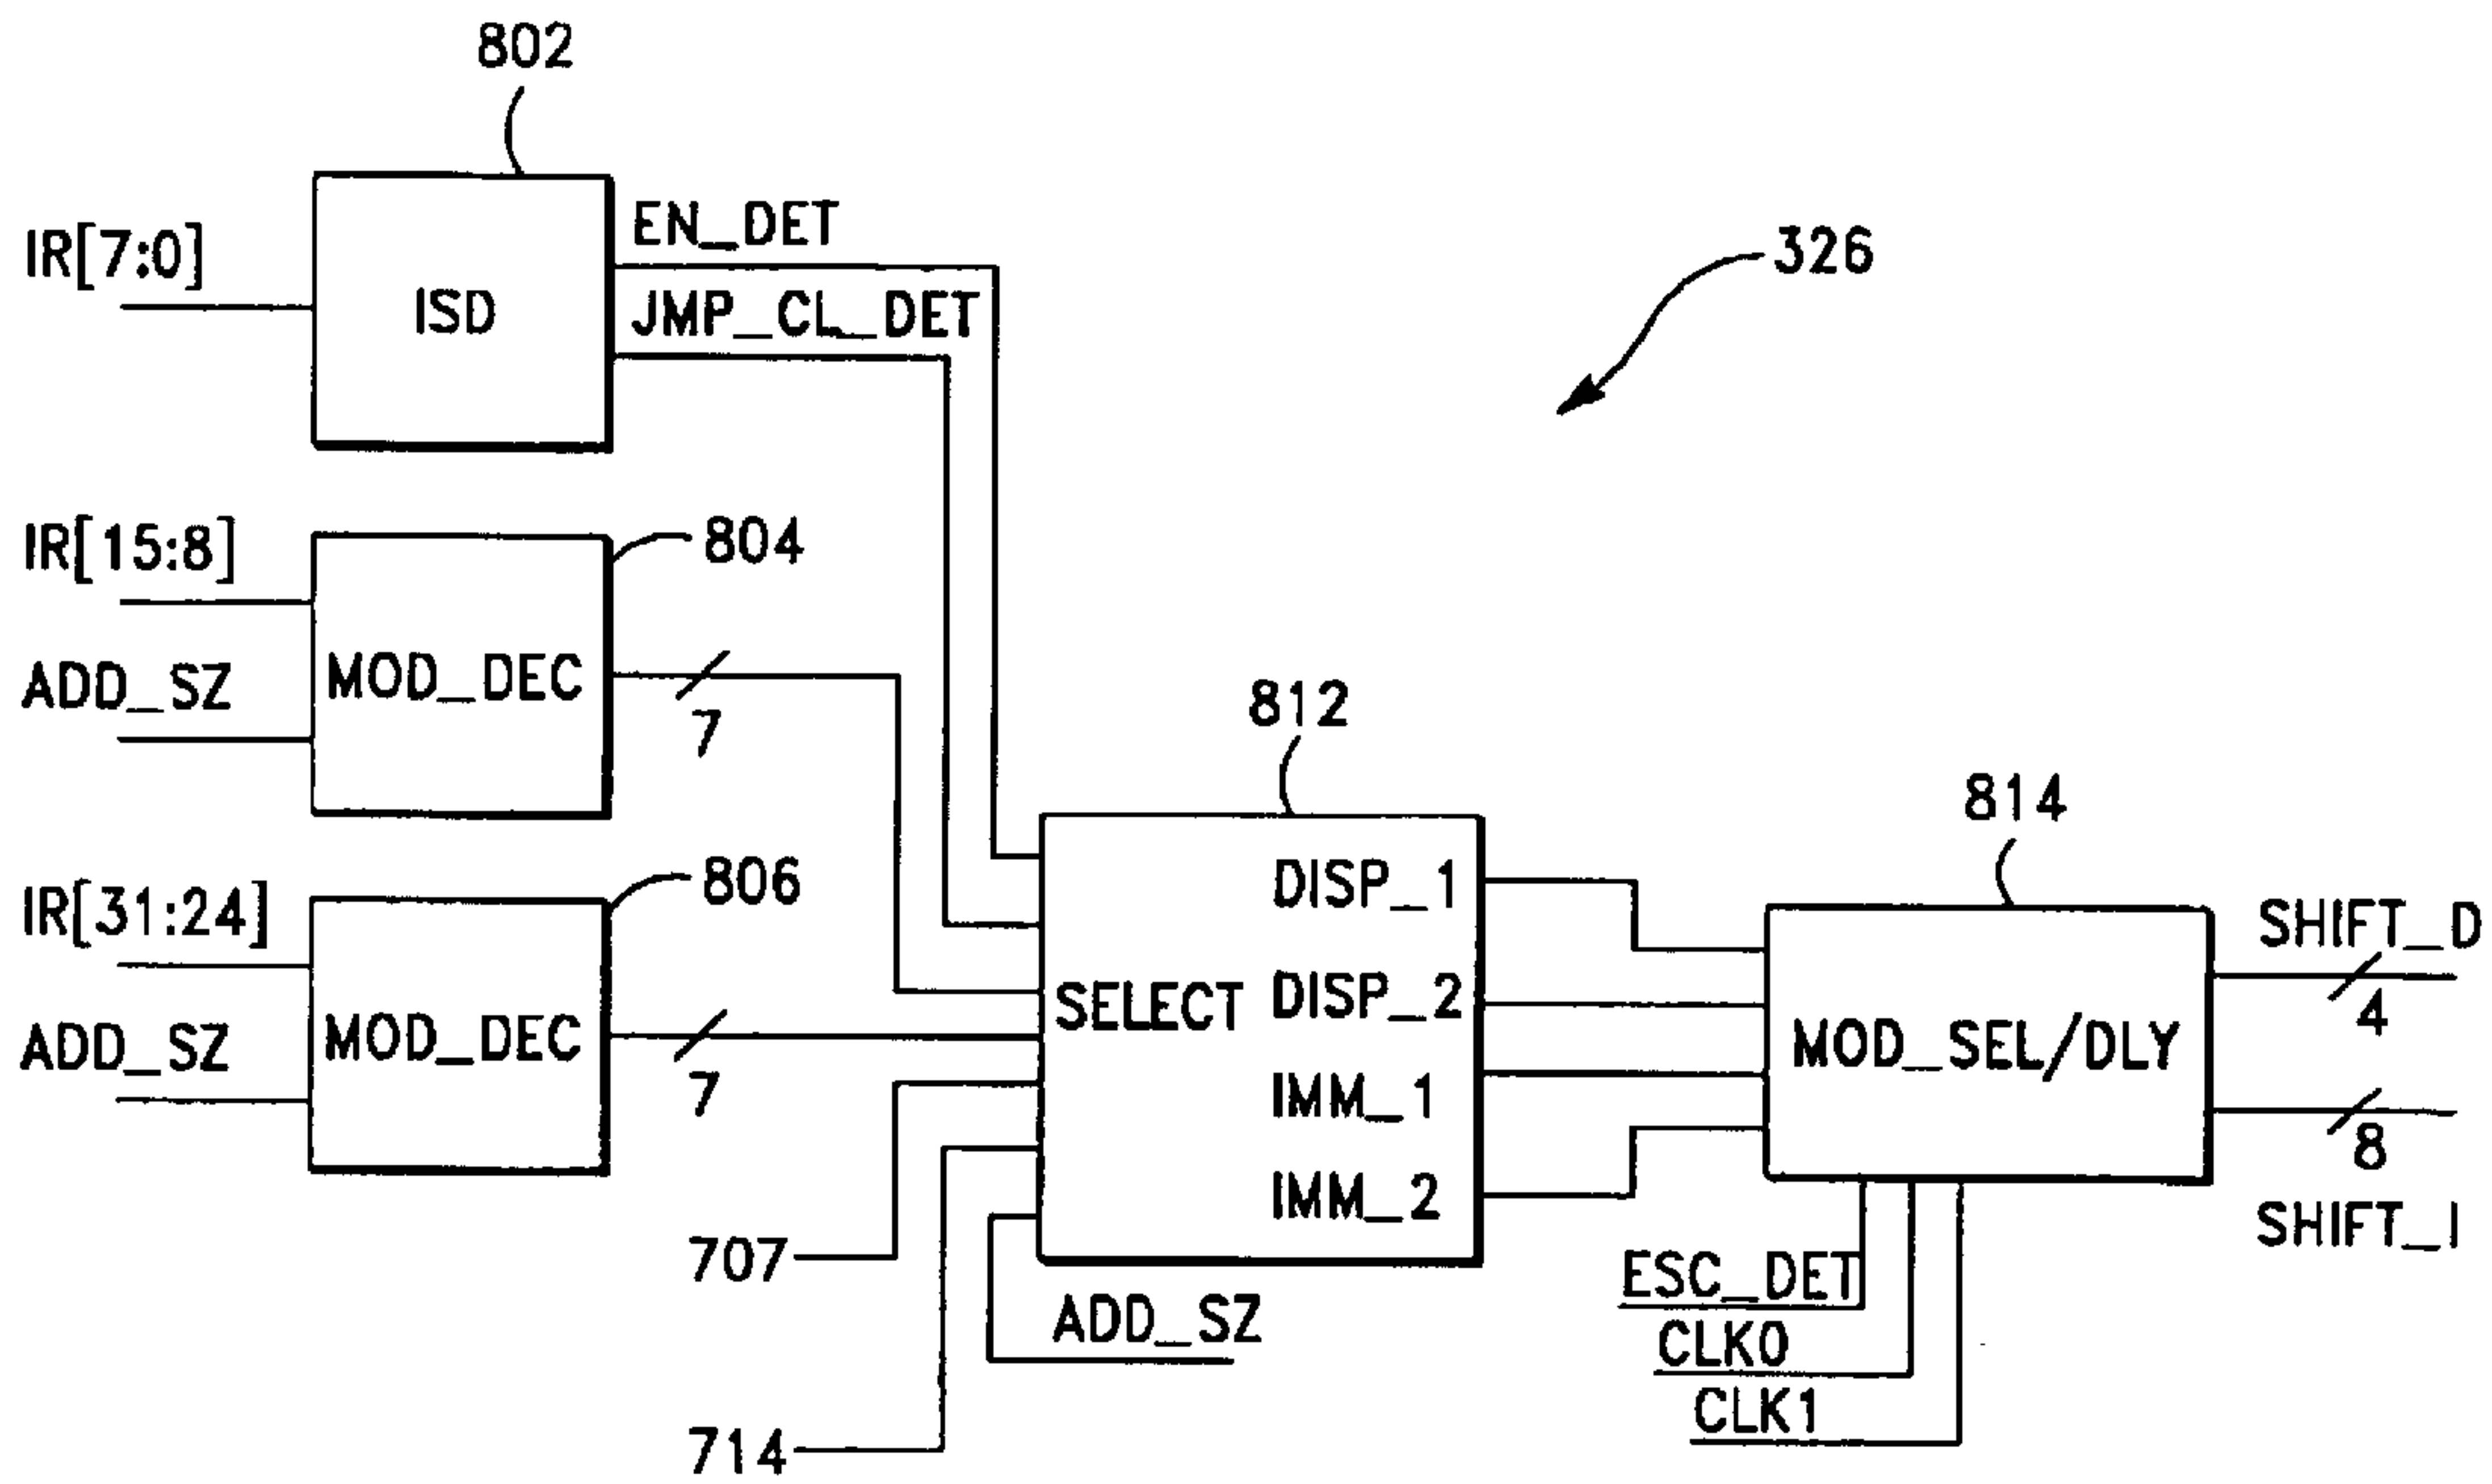 802
IR[7:0]
EN_DET
ISD
JMP_CL_DET
326
IR[15:8]
804
ADD_SZ
MOD_DEC
7
812
814
IR[31:24]
806
DISP_1
SHIFT_D
ADD_SZ
MOD_DEC
SELECT
DISP_2
4
MOD_SEL/DLY
7
IMM_1
8
IMM_2
SHIFT_I
707
ESC_DET
ADD_SZ
CLK0
CLK1
714